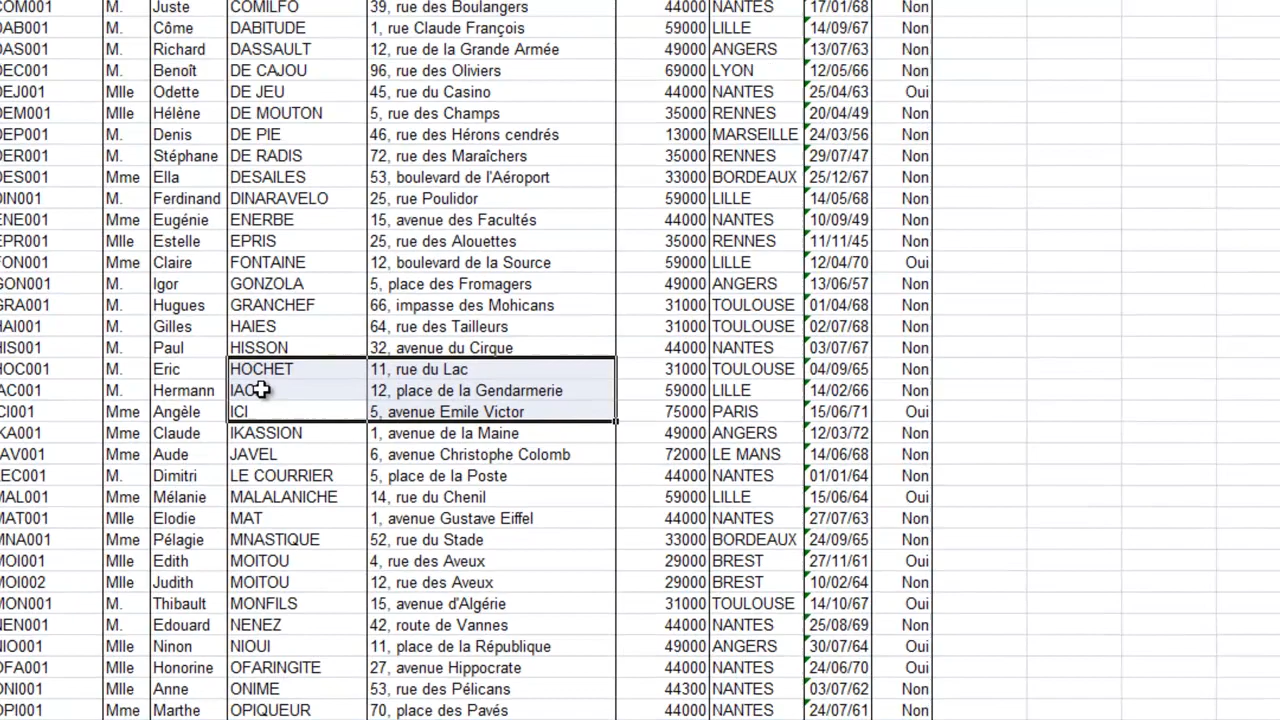 COM001 M. Juste COMILFO 39, rue des Boulangers 44000 NANTES 17/01/68 Non
DAB001 M. Côme DABITUDE 1, rue Claude François 59000 LILLE 14/09/67 Non
DAS001 M. Richard DASSAULT 12, rue de la Grande Armée 49000 ANGERS 13/07/63 Non
DEC001 M. Benoît DE CAJOU 96, rue des Oliviers 69000 LYON 12/05/66 Non
DEJ001 Mlle Odette DE JEU 45, rue du Casino 44000 NANTES 25/04/63 Oui
DEM001 Mlle Hélène DE MOUTON 5, rue des Champs 35000 RENNES 20/04/49 Non
DEP001 M. Denis DE PIE 46, rue des Hérons cendrés 13000 MARSEILLE 24/03/56 Non
DER001 M. Stéphane DE RADIS 72, rue des Maraîchers 35000 RENNES 29/07/47 Non
DES001 Mme Ella DESAILES 53, boulevard de l'Aéroport 33000 BORDEAUX 25/12/67 Non
DIN001 M. Ferdinand DINARAVELO 25, rue Poulidor 59000 LILLE 14/05/68 Non
ENE001 Mme Eugénie ENERBE 15, avenue des Facultés 44000 NANTES 10/09/49 Non
EPR001 Mlle Estelle EPRIS 25, rue des Alouettes 35000 RENNES 11/11/45 Non
FON001 Mme Claire FONTAINE 12, boulevard de la Source 59000 LILLE 12/04/70 Oui
GON001 M. Igor GONZOLA 5, place des Fromagers 49000 ANGERS 13/06/57 Non
GRA001 M. Hugues GRANCHEF 66, impasse des Mohicans 31000 TOULOUSE 01/04/68 Non
HAI001 M. Gilles HAIES 64, rue des Tailleurs 31000 TOULOUSE 02/07/68 Non
HIS001 M. Paul HISSON 32, avenue du Cirque 44000 NANTES 03/07/67 Non
HOC001 M. Eric HOCHET 11, rue du Lac 31000 TOULOUSE 04/09/65 Non
IAC001 M. Hermann 12, place de la Gendarmerie 59000 LILLE 14/02/66 Non
ICI001 Mme Angèle ICI 5, avenue Emile Victor 75000 PARIS 15/06/71 Oui
IKA001 Mme Claude IKASSION 1, avenue de la Maine 49000 ANGERS 12/03/72 Non
JAV001 Mme Aude JAVEL 6, avenue Christophe Colomb 72000 LE MANS 14/06/68 Non
LEC001 M. Dimitri LE COURRIER 5, place de la Poste 44000 NANTES 01/01/64 Non
MAL001 Mme Mélanie MALALANICHE 14, rue du Chenil 59000 LILLE 15/06/64 Oui
MAT001 Mlle Elodie MAT 1, avenue Gustave Eiffel 44000 NANTES 27/07/63 Non
MNA001 Mme Pélagie MNASTIQUE 52, rue du Stade 33000 BORDEAUX 24/09/65 Non
MOI001 Mlle Edith MOITOU 4, rue des Aveux 29000 BREST 27/11/61 Oui
MOI002 Mlle Judith MOITOU 12, rue des Aveux 29000 BREST 10/02/64 Non
MON001 M. Thibault MONFILS 15, avenue d'Algérie 31000 TOULOUSE 14/10/67 Oui
NEN001 M. Edouard NENEZ 42, route de Vannes 44000 NANTES 25/08/69 Non
NIO001 Mlle Ninon NIOUI 11, place de la République 49000 ANGERS 30/07/64 Oui
OFA001 Mlle Honorine OFARINGITE 27, avenue Hippocrate 44000 NANTES 24/06/70 Oui
ONI001 Mlle Anne ONIME 53, rue des Pélicans 44300 NANTES 03/07/62 Non
OPI001 Mme Marthe OPIQUEUR 70, place des Pavés 44000 NANTES 24/07/61 Non